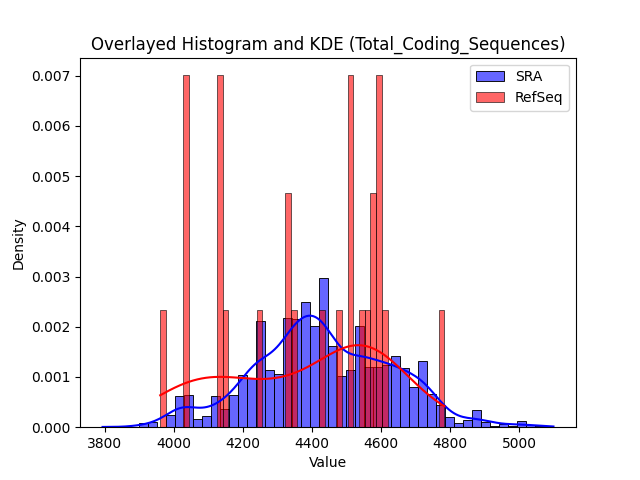 Overlayed Histogram and KDE (Total_Coding_Sequences)
SRA
RefSeq
Density
0.007
0.006
0.005
0.004
0.003
0.002
0.001
0.000
3800 4000 4200 4400 4600 4800 5000
Value